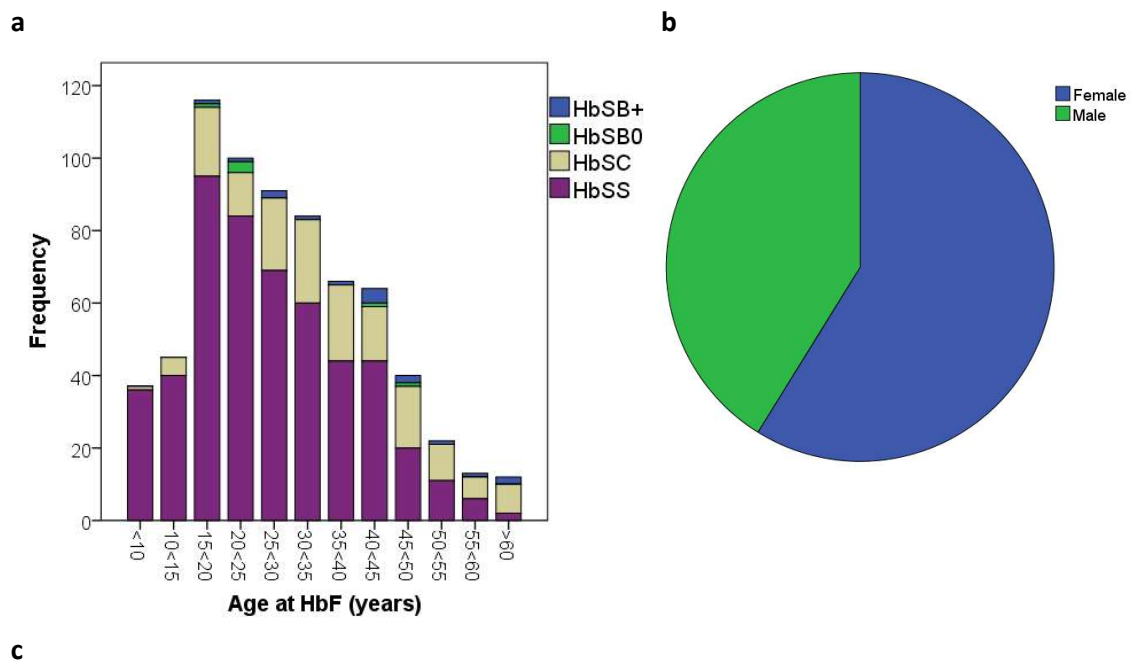 a
b
120
100
80
60
40
20
0
Frequency
HbSB+
HbSB0
HbSC
HbSS
<10
10<15
15<20
20<25
25<30
30<35
35<40
40<45
45<50
50<55
55<60
>60
Age at HbF (years)
Female
Male
c